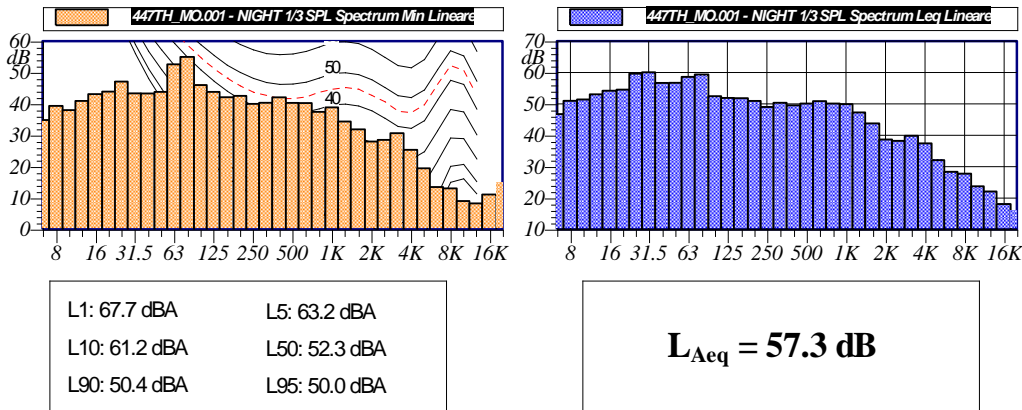 447TH_MO.001 - NIGHT 1/3 SPL Spectrum Min Lineare
60
dB
50
40
30
20
10
0
50
40
8 16 31.5 63 125 250 500 1K 2K 4K 8K 16K
447TH_MO.001 - NIGHT 1/3 SPL Spectrum Leq Lineare
70
dB
60
50
40
30
20
10
8 16 31.5 63 125 250 500 1K 2K 4K 8K 16K
L1: 67.7 dBA L5: 63.2 dBA
L10: 61.2 dBA L50: 52.3 dBA
L90: 50.4 dBA L95: 50.0 dBA
LAeq = 57.3 dB